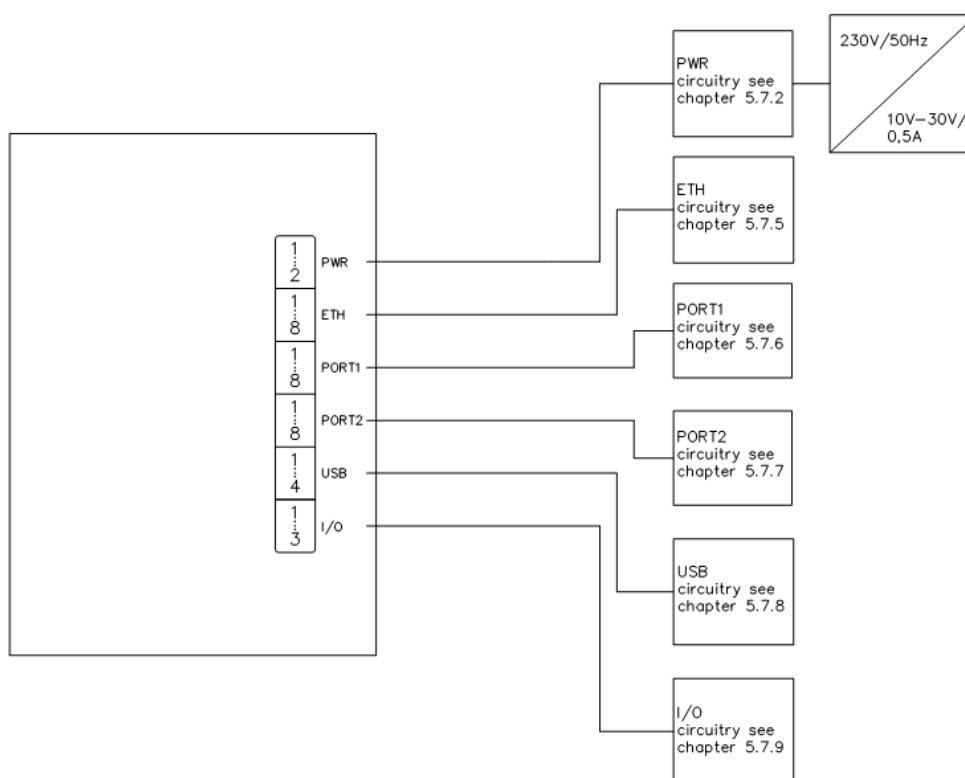 230V/50Hz
10V-30V/
0,5A
PWR
circuitry see
chapter 5.7.2
ETH
circuitry see
chapter 5.7.5
PORT1
circuitry see
chapter 5.7.6
PORT2
circuitry see
chapter 5.7.7
USB
circuitry see
chapter 5.7.8
I/O
circuitry see
chapter 5.7.9
1
2
PWR
1
8
ETH
1
8
PORT1
1
8
PORT2
1
4
USB
1
3
I/O